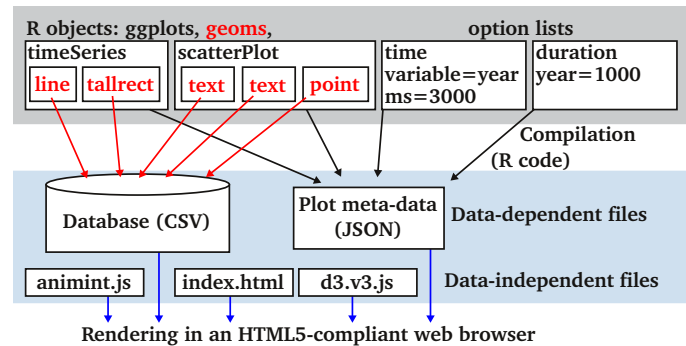 R objects: ggplots, geoms, option lists
timeSeries scatterPlot time duration
variable=year year=1000
line tallrect text text point ms=3000
Compilation
(R code)
Database (CSV) Plot meta-data
(JSON) Data-dependent files
animint.js index.html d3.v3.js Data-independent files
Rendering in an HTML5-compliant web browser